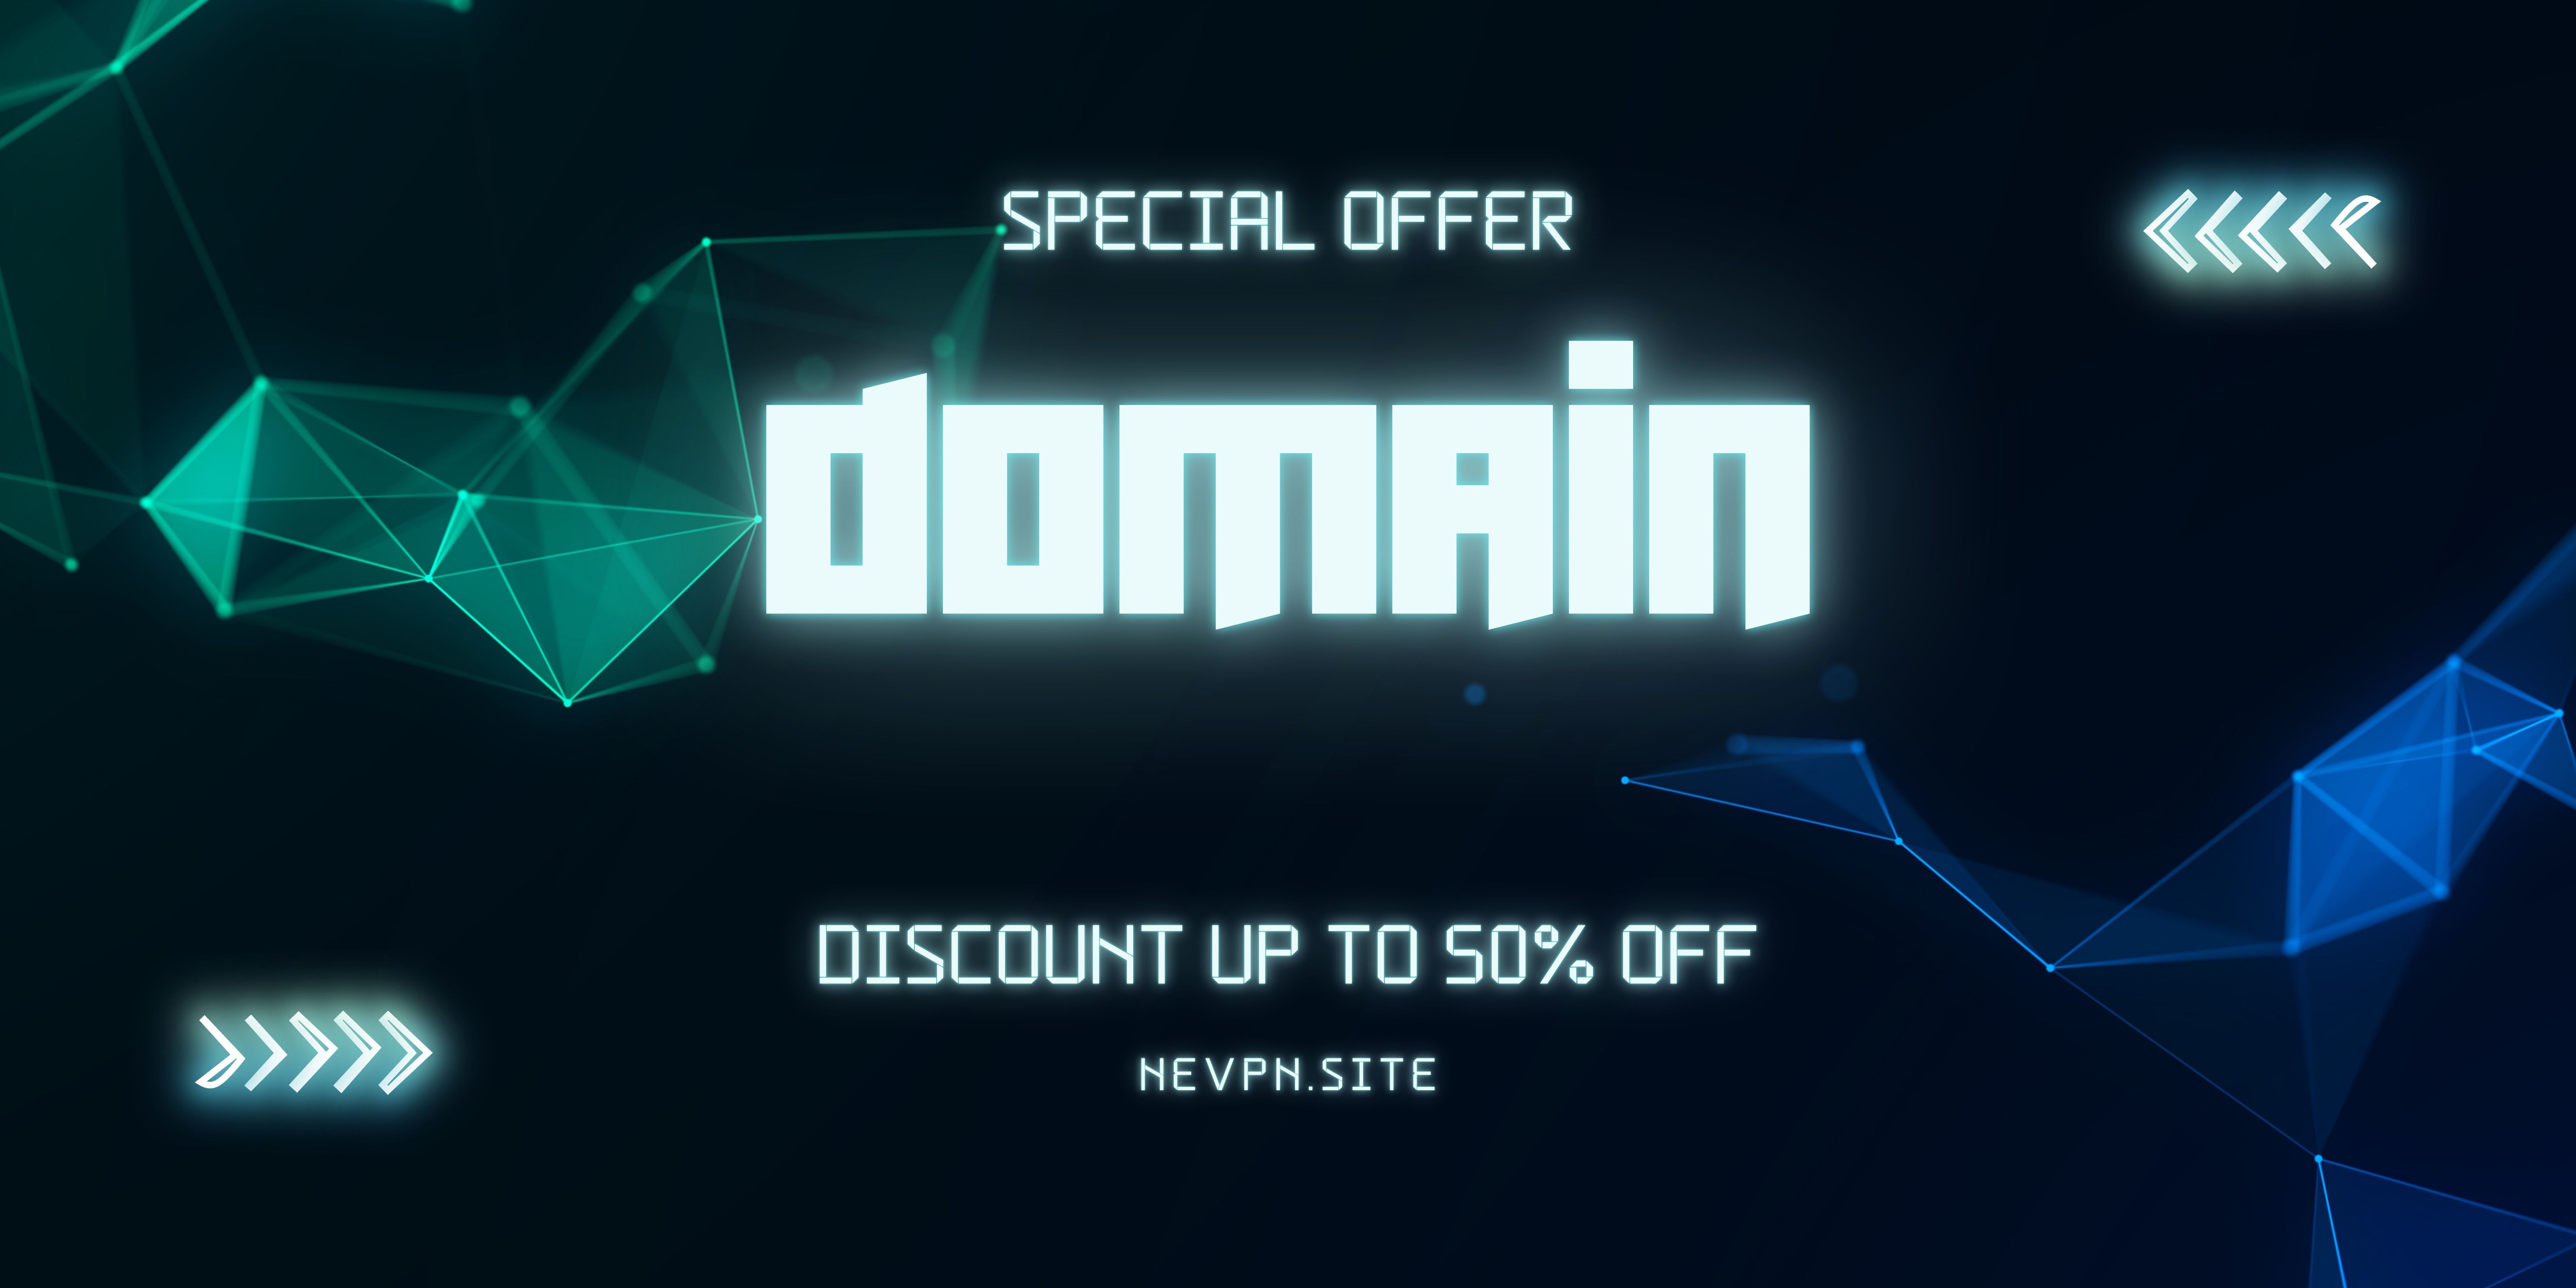 SPECIAL OFFER
domAin
DISCOUNT UP TO 50% OFF
NEVPN.SITE